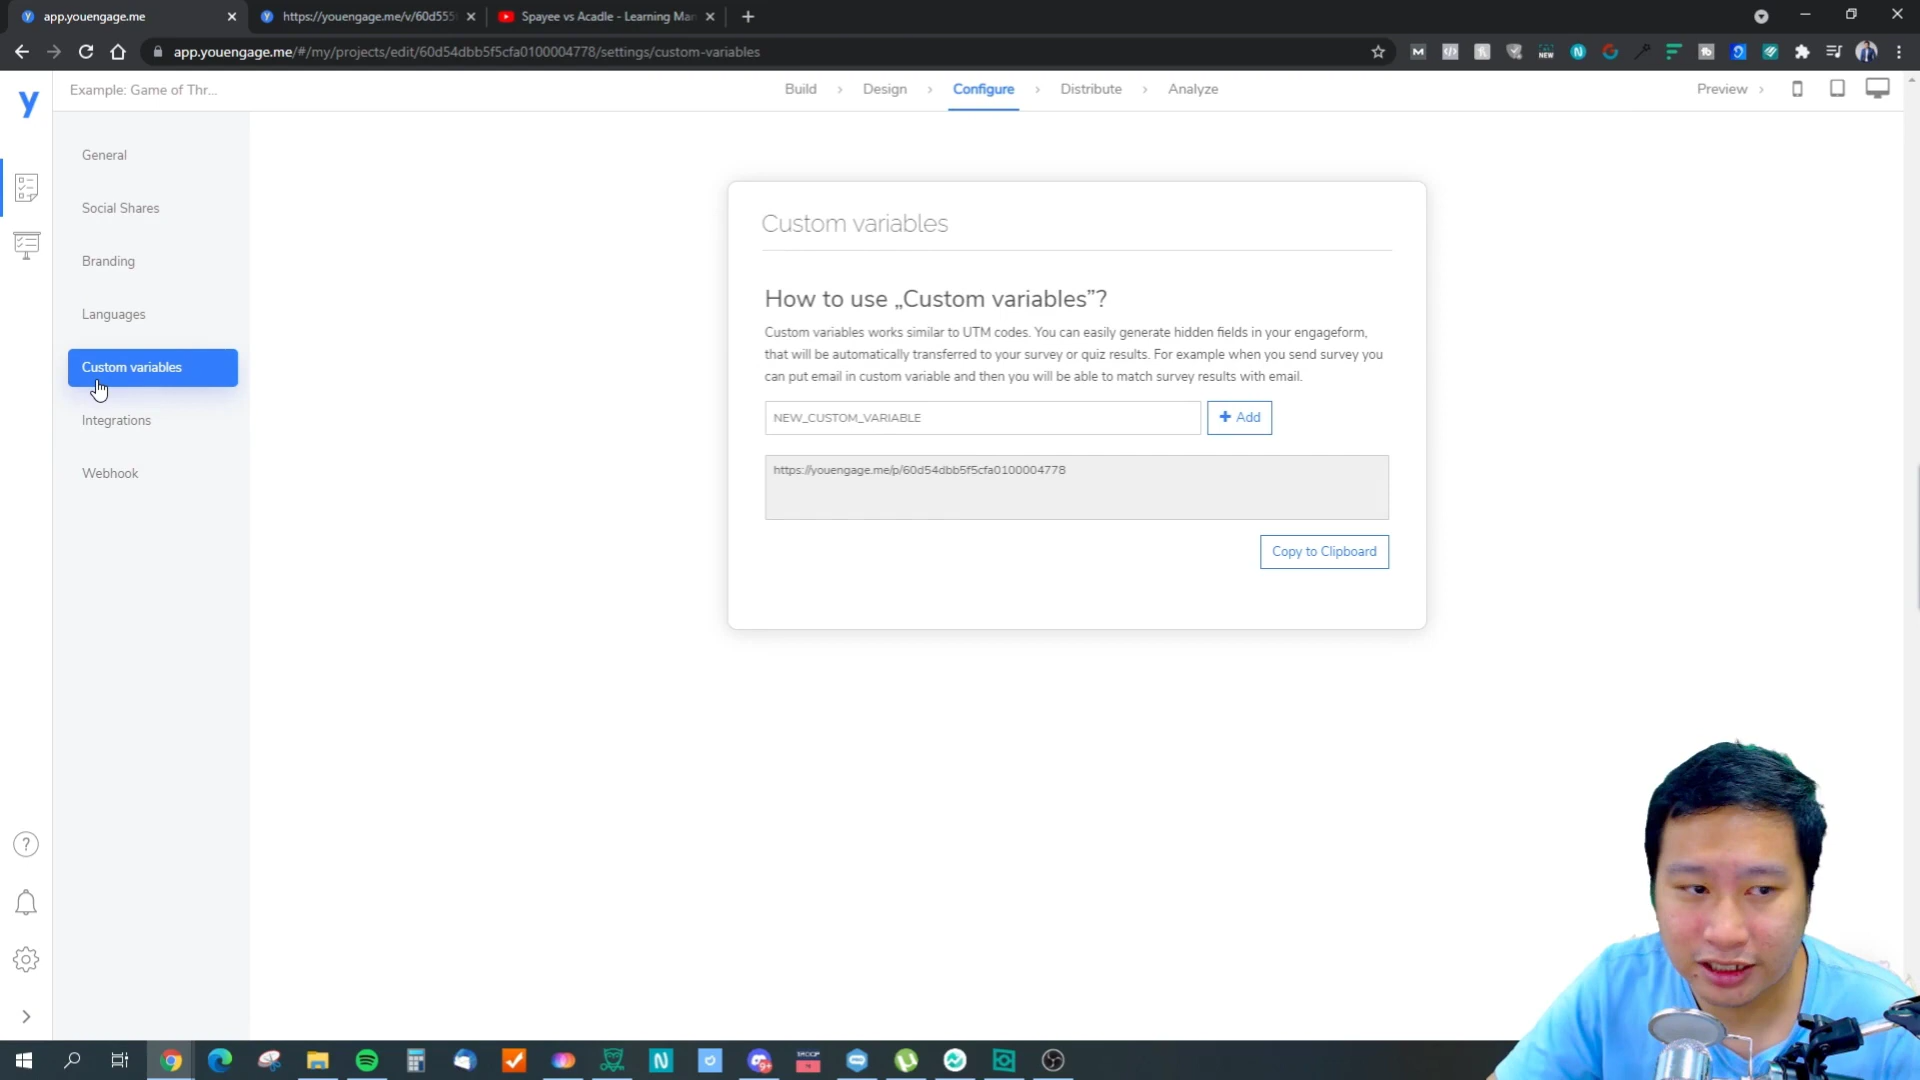 app.youengage.me
https://youengage.me/v/60d555
Spayee vs Acadle - Learning Man
app.youengage.me/#/my/projects/edit/60d54dbb5f5cfa0100004778/settings/custom-variables
y
Example: Game of Thr...
Build
Design
Configure
Distribute
Analyze
Preview
General
Social Shares
Branding
Languages
Custom variables
Integrations
Webhook
Custom variables
How to use „Custom variables”?
Custom variables works similar to UTM codes. You can easily generate hidden fields in your engageform,
that will be automatically transferred to your survey or quiz results. For example when you send survey you
can put email in custom variable and then you will be able to match survey results with email.
NEW_CUSTOM_VARIABLE
+ Add
https://youengage.me/p/60d54dbb5f5cfa0100004778
Copy to Clipboard